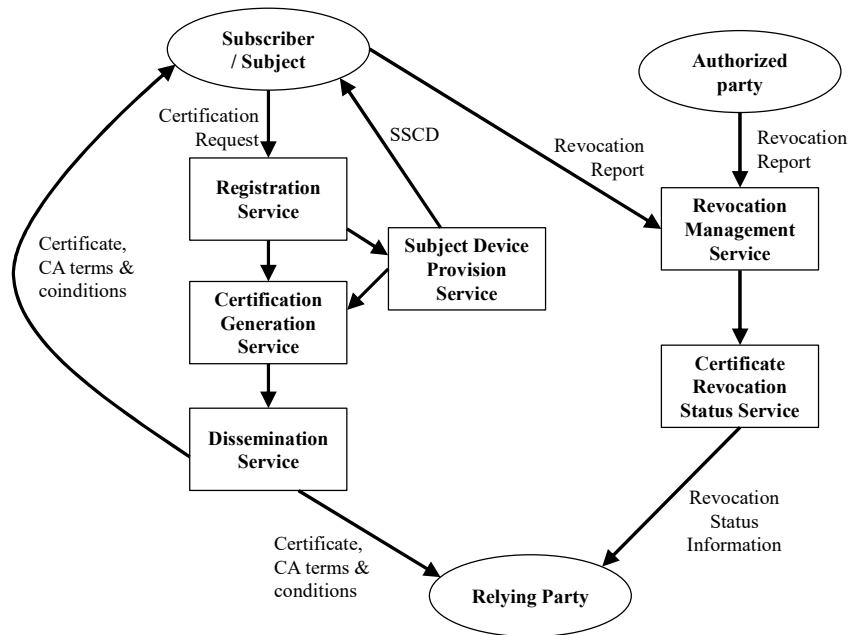 Subscriber
/ Subject
Authorized
party
Certification
Request
SSCD
Revocation
Report
Revocation
Report
Registration
Service
Revocation
Management
Service
Certificate,
CA terms &
coinditions
Subject Device
Provision
Service
Certification
Generation
Service
Certificate
Revocation
Status Service
Dissemination
Service
Revocation
Status
Information
Certificate,
CA terms &
conditions
Relying Party